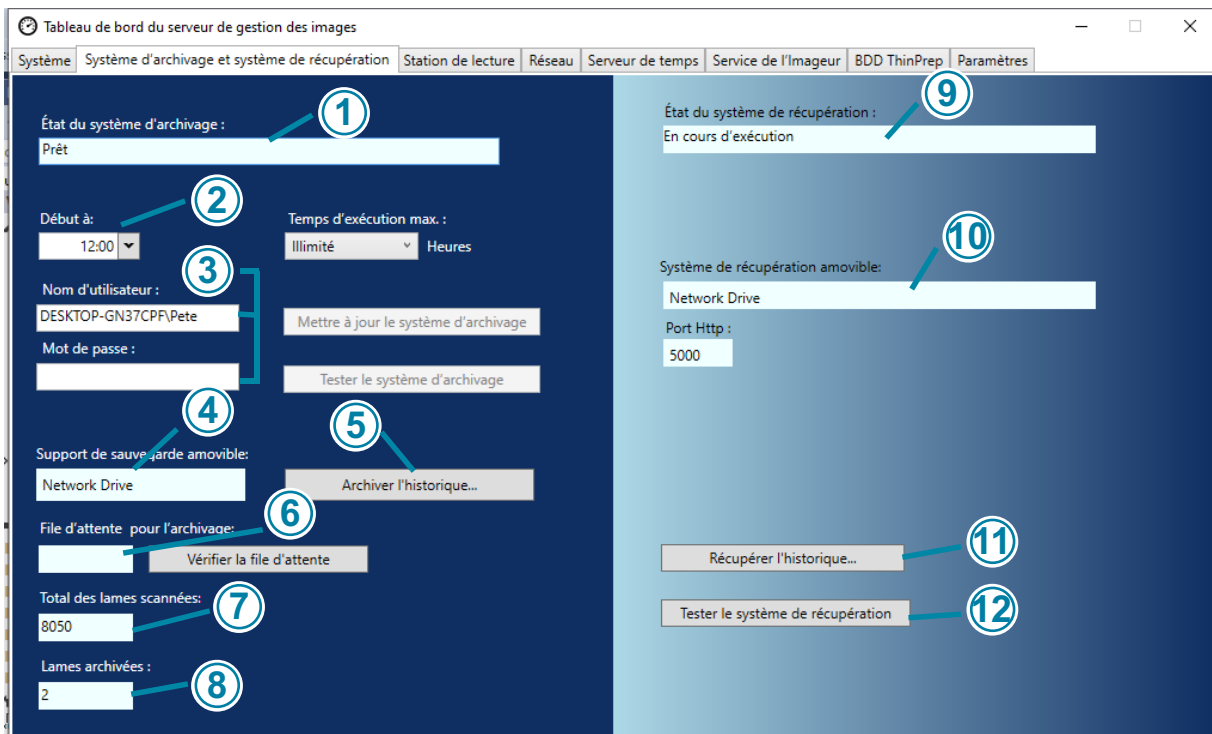 Tableau de bord du serveur de gestion des images
Système
Système d'archivage et système de récupération
Station de lecture
Réseau
Serveur de temps
Service de l'Imageur
BDD ThinPrep
Paramètres
1
État du système d'archivage :
Prêt
2
Début à:
12:00
Temps d'exécution max. :
Illimité
Heures
3
Nom d'utilisateur :
DESKTOP-GN37CPF\Pete
Mettre à jour le système d'archivage
Mot de passe :
Tester le système d'archivage
4
5
Support de sauvegarde amovible:
Network Drive
Archiver l'historique...
6
File d'attente pour l'archivage:
Vérifier la file d'attente
7
Total des lames scannées:
8050
8
Lames archivées :
2
9
État du système de récupération :
En cours d'exécution
10
Système de récupération amovible:
Network Drive
Port Http :
5000
11
Récupérer l'historique...
12
Tester le système de récupération